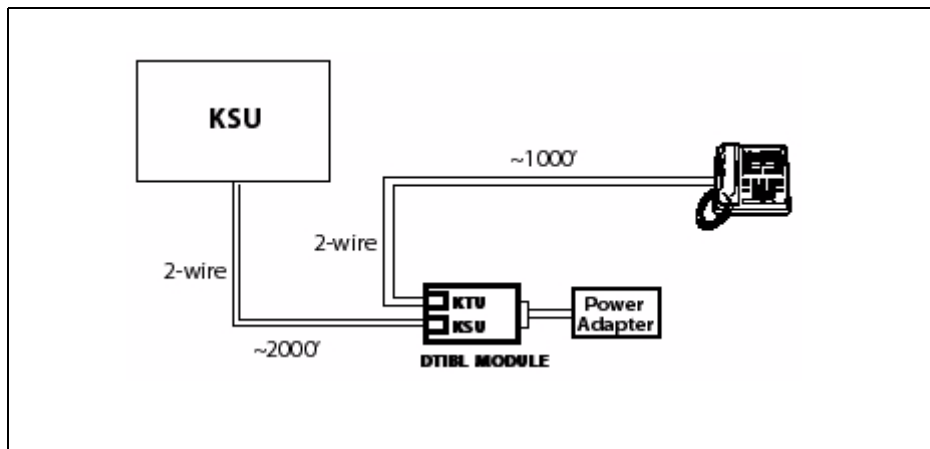 KSU
~1000'
2-wire
2-wire
KTU
KSU
Power
Adapter
~2000'
DTIBL MODULE